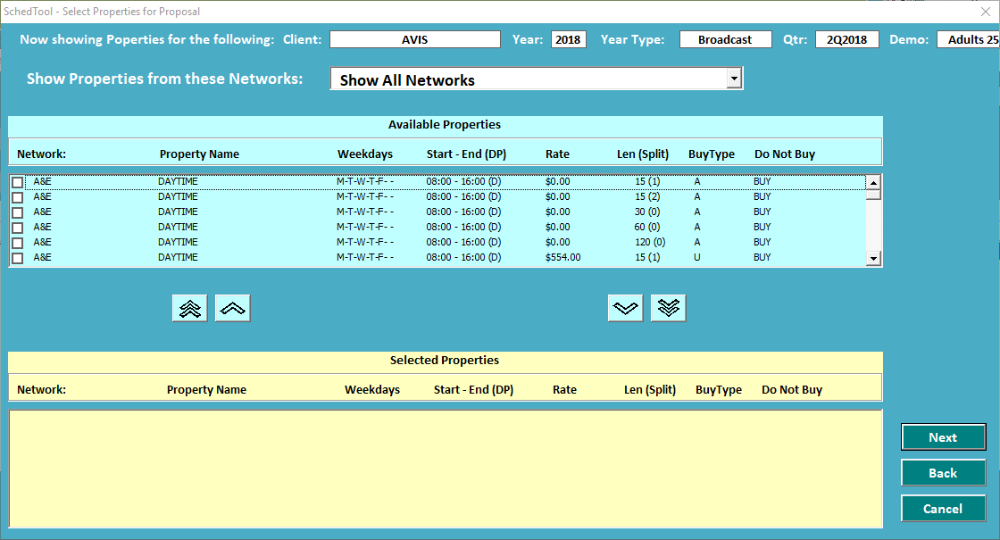 SchedTool - Select Properties for Proposal
Now showing Poperties for the following: Client: AVIS Year: 2018 Year Type: Broadcast Qtr: 2Q2018 Demo: Adults 25
Show Properties from these Networks: Show All Networks
Available Properties
Network: Property Name Weekdays Start - End (DP) Rate Len (Split) BuyType Do Not Buy
A&E DAYTIME M-T-W-T-F- - 08:00 - 16:00 (D) $0.00 15 (1) A BUY
A&E DAYTIME M-T-W-T-F- - 08:00 - 16:00 (D) $0.00 15 (2) A BUY
A&E DAYTIME M-T-W-T-F- - 08:00 - 16:00 (D) $0.00 30 (0) A BUY
A&E DAYTIME M-T-W-T-F- - 08:00 - 16:00 (D) $0.00 60 (0) A BUY
A&E DAYTIME M-T-W-T-F- - 08:00 - 16:00 (D) $0.00 120 (0) A BUY
A&E DAYTIME M-T-W-T-F- - 08:00 - 16:00 (D) $554.00 15 (1) U BUY
Selected Properties
Network: Property Name Weekdays Start - End (DP) Rate Len (Split) BuyType Do Not Buy
Next
Back
Cancel